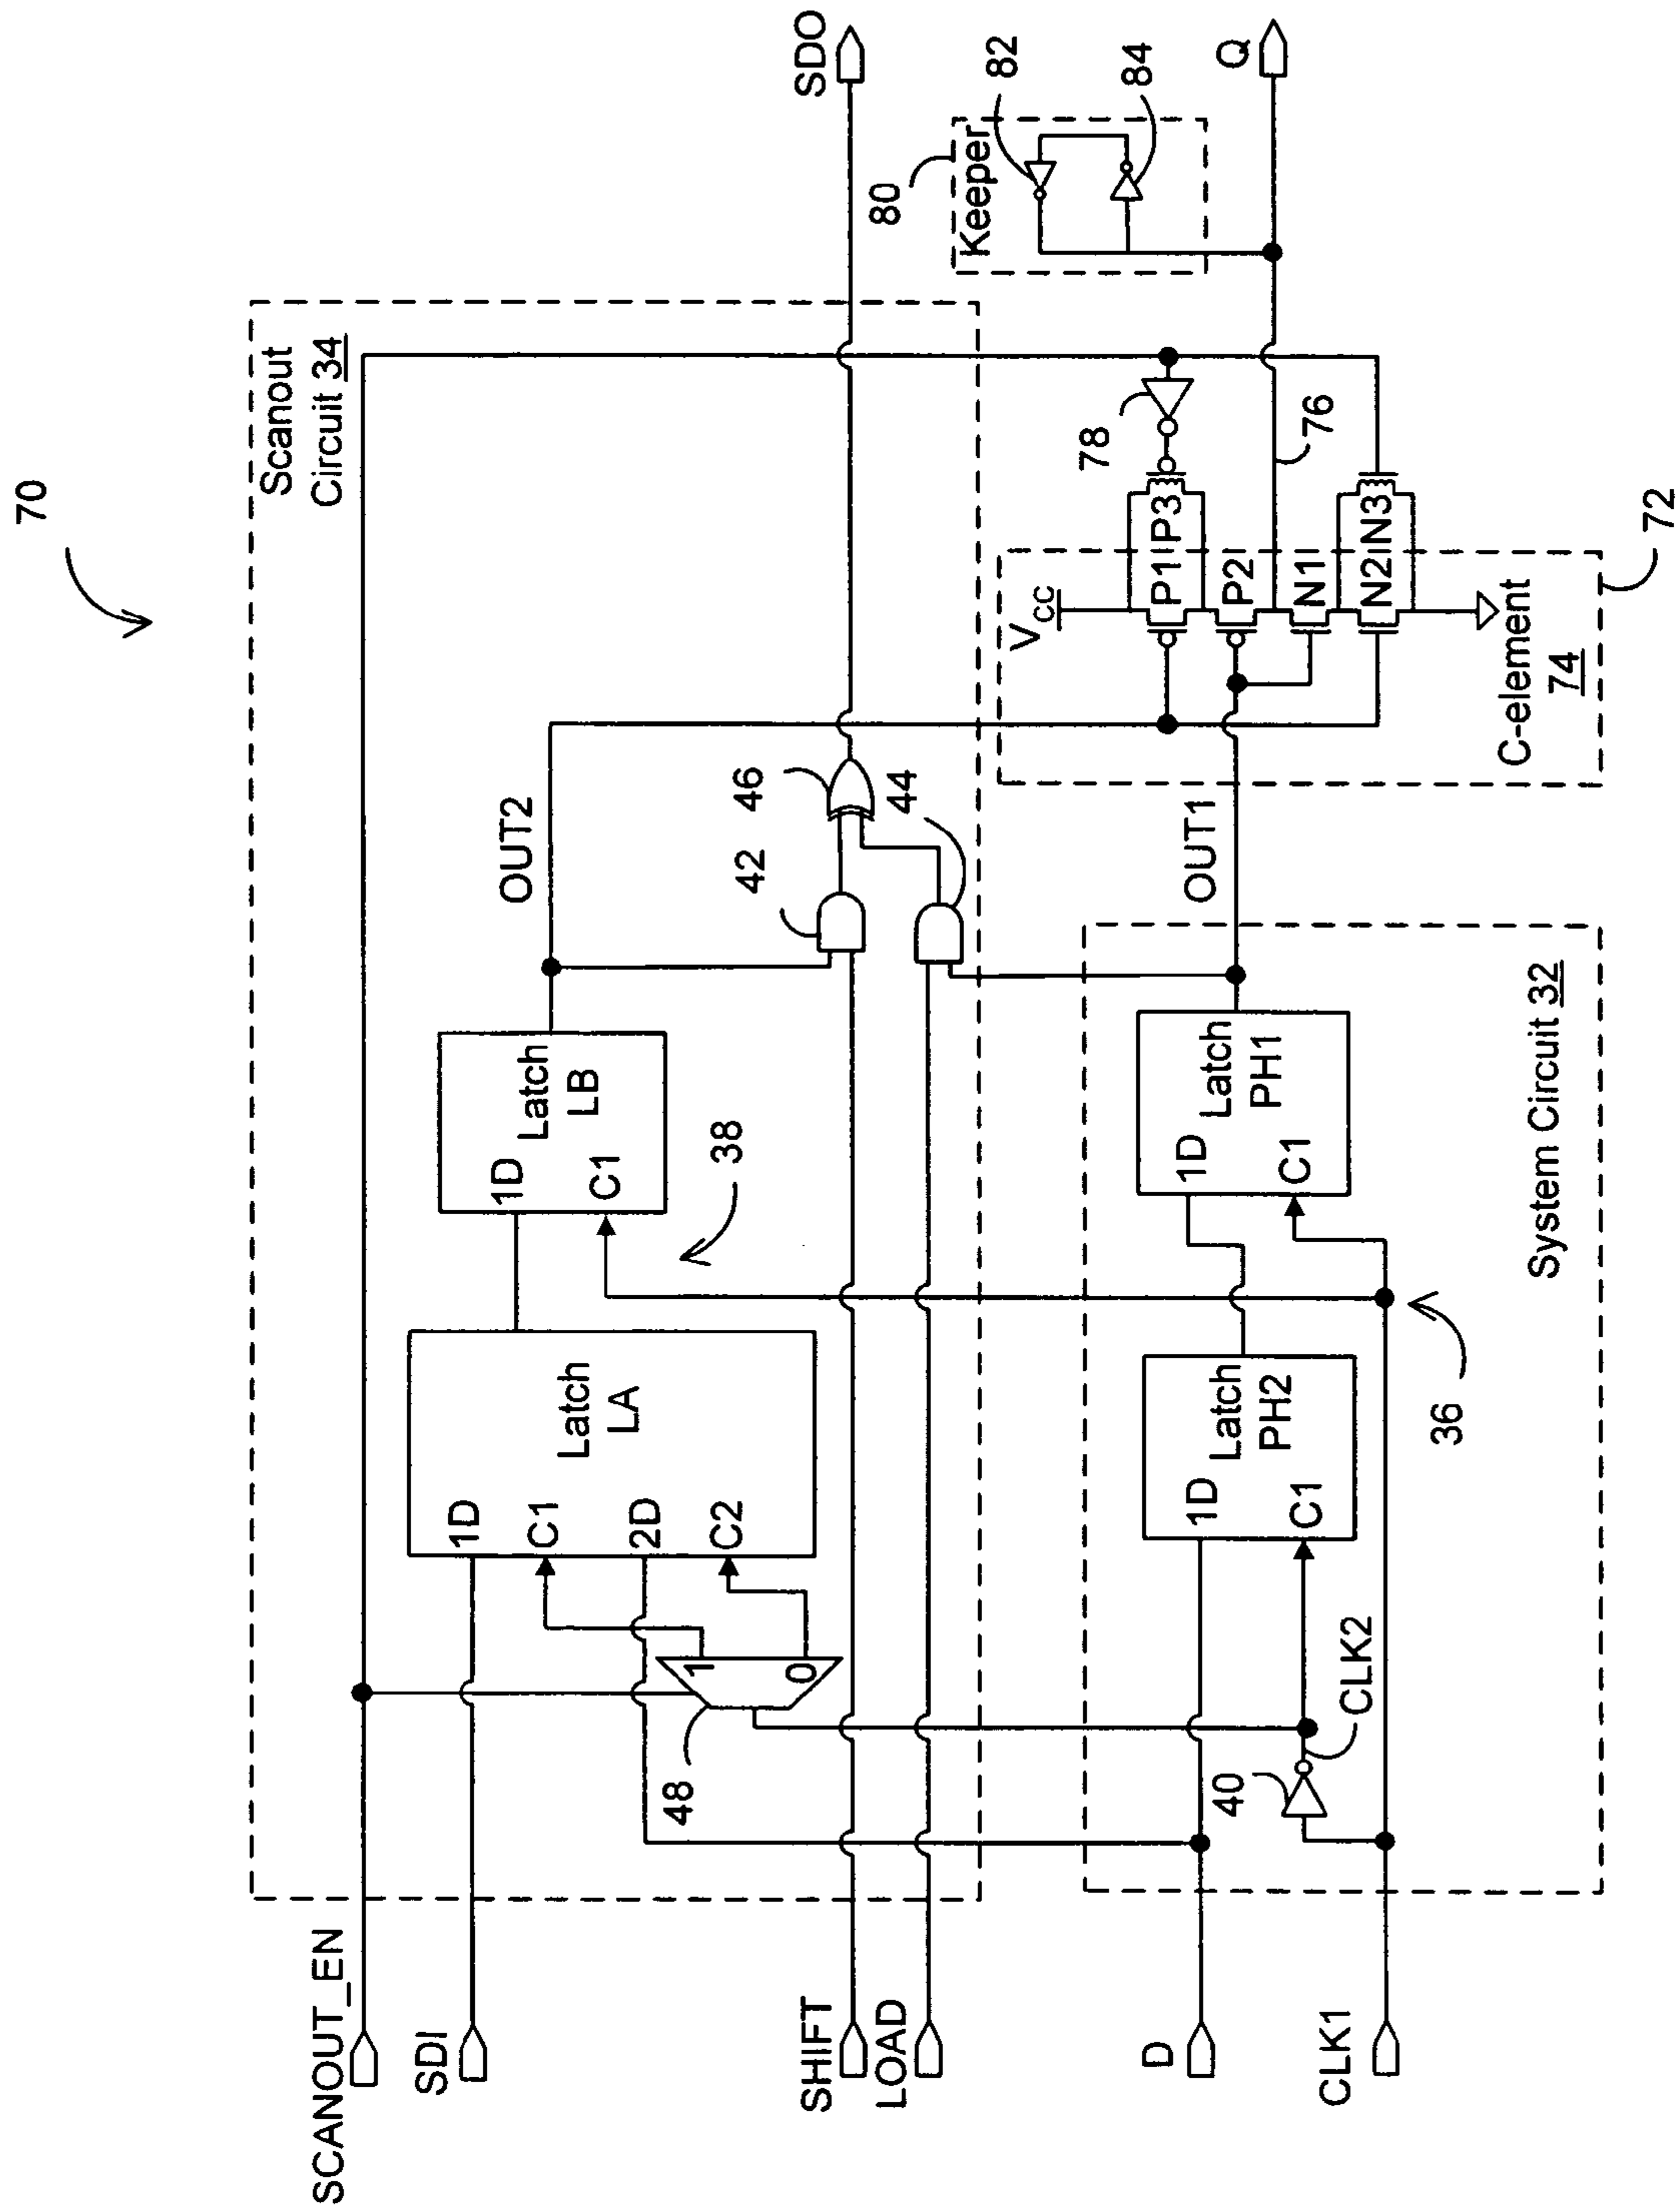 70
Scanout
Circuit 34
SCANOUT_EN
SDI
SHIFT
LOAD
D
CLK1
1D
C1
2D
C2
Latch
LA
1
0
48
1D
C1
Latch
LB
38
OUT2
42
46
44
SDO
1D
C1
Latch
PH2
40
CLK2
36
1D
C1
Latch
PH1
System Circuit 32
OUT1
VCC
P1
P3
P2
N1
N2
N3
78
76
C-element
74
72
80
Keeper
82
84
Q